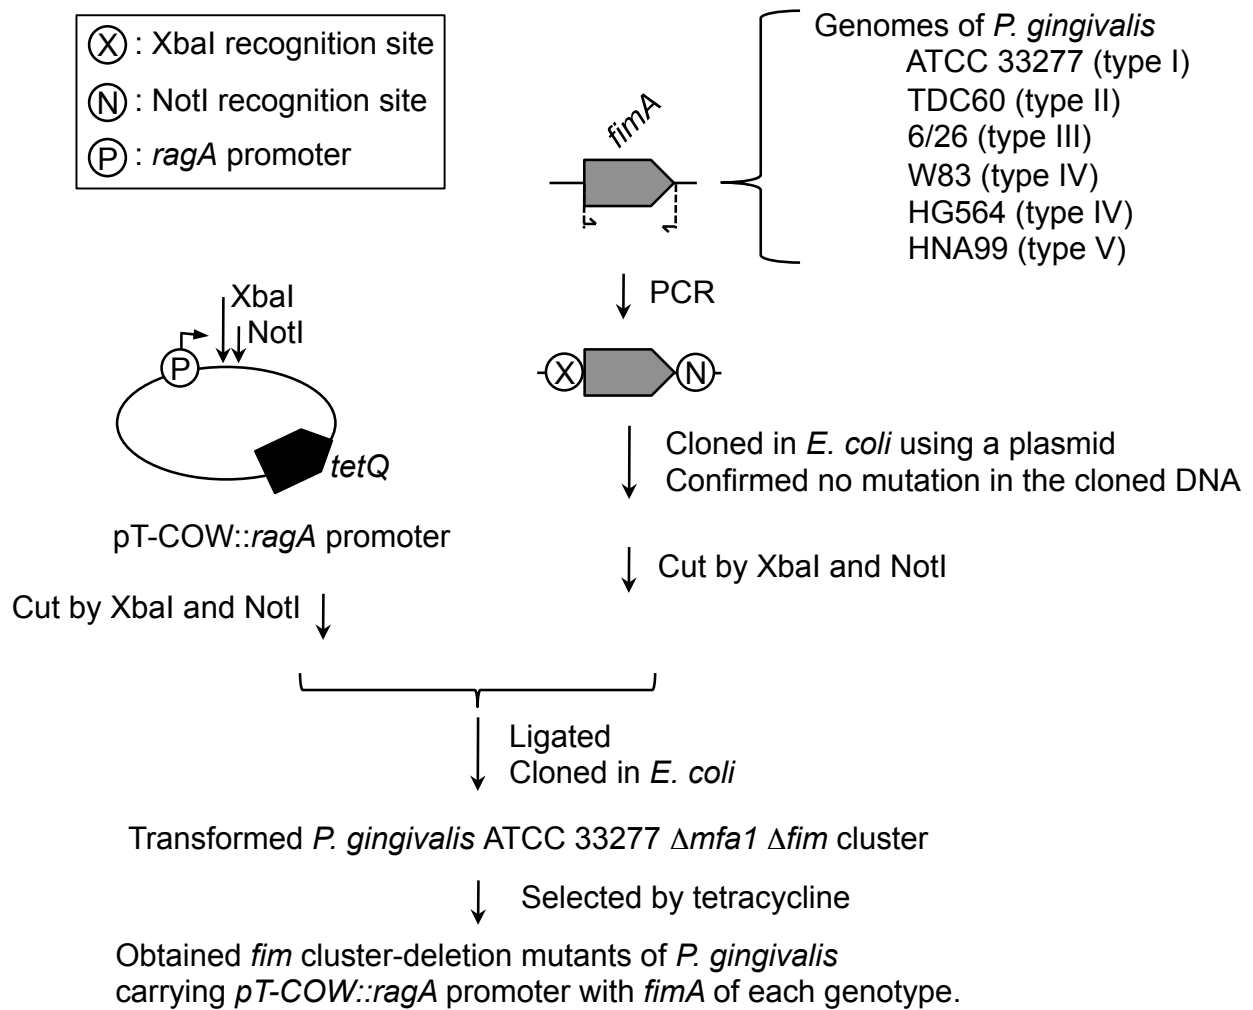 X : XbaI recognition site
N : NotI recognition site
P : ragA promoter
fimA
Genomes of P. gingivalis
ATCC 33277 (type I)
TDC60 (type II)
6/26 (type III)
W83 (type IV)
HG564 (type IV)
HNA99 (type V)
PCR
XbaI
NotI
P
tetQ
pT-COW::ragA promoter
Cut by XbaI and NotI
X N
Cloned in E. coli using a plasmid
Confirmed no mutation in the cloned DNA
Cut by XbaI and NotI
Ligated
Cloned in E. coli
Transformed P. gingivalis ATCC 33277 Δmfa1 Δfim cluster
Selected by tetracycline
Obtained fim cluster-deletion mutants of P. gingivalis
carrying pT-COW::ragA promoter with fimA of each genotype.